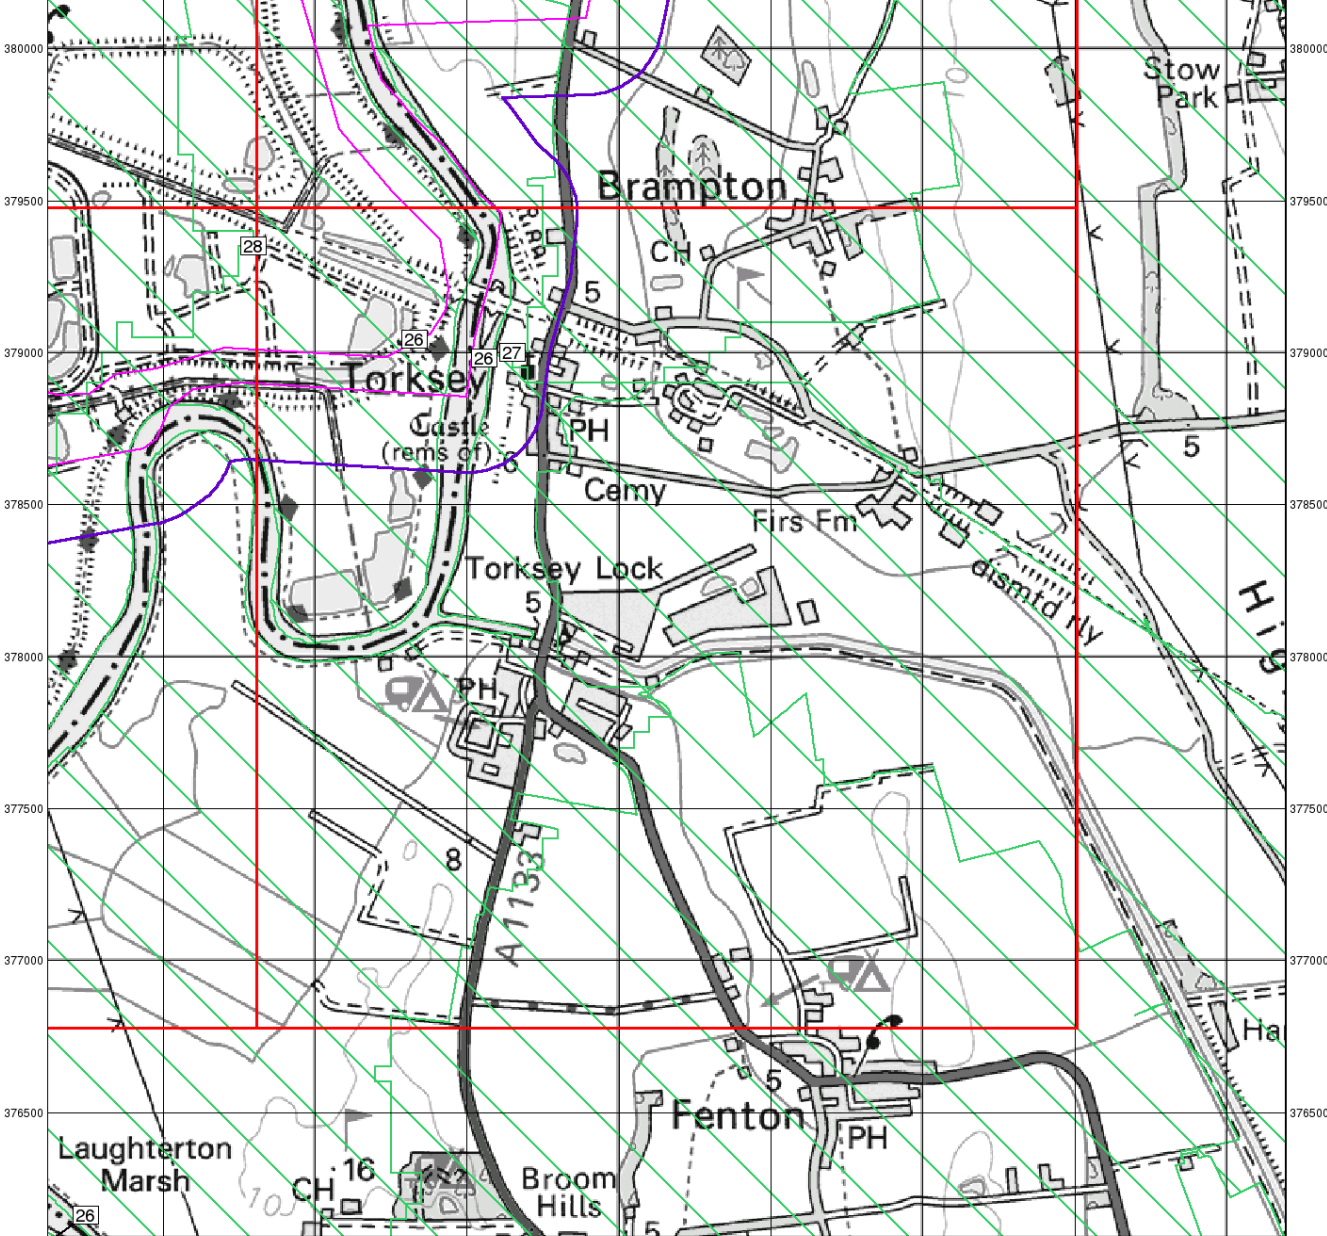 380000
380000
Stow
Park
Brampton
379500
379500
28
CH
5
26
26
27
379000
379000
Torksey
Castle
(rems of)
PH
6
5
Cemy
Firs Fm
378500
378500
Torksey Lock
dismtd rly
Hig
5
378000
378000
PH
377500
377500
8
A1133
377000
377000
Ha
5
Fenton
PH
376500
376500
Laughterton
Marsh
16
CH
Broom
Hills
10
26
5